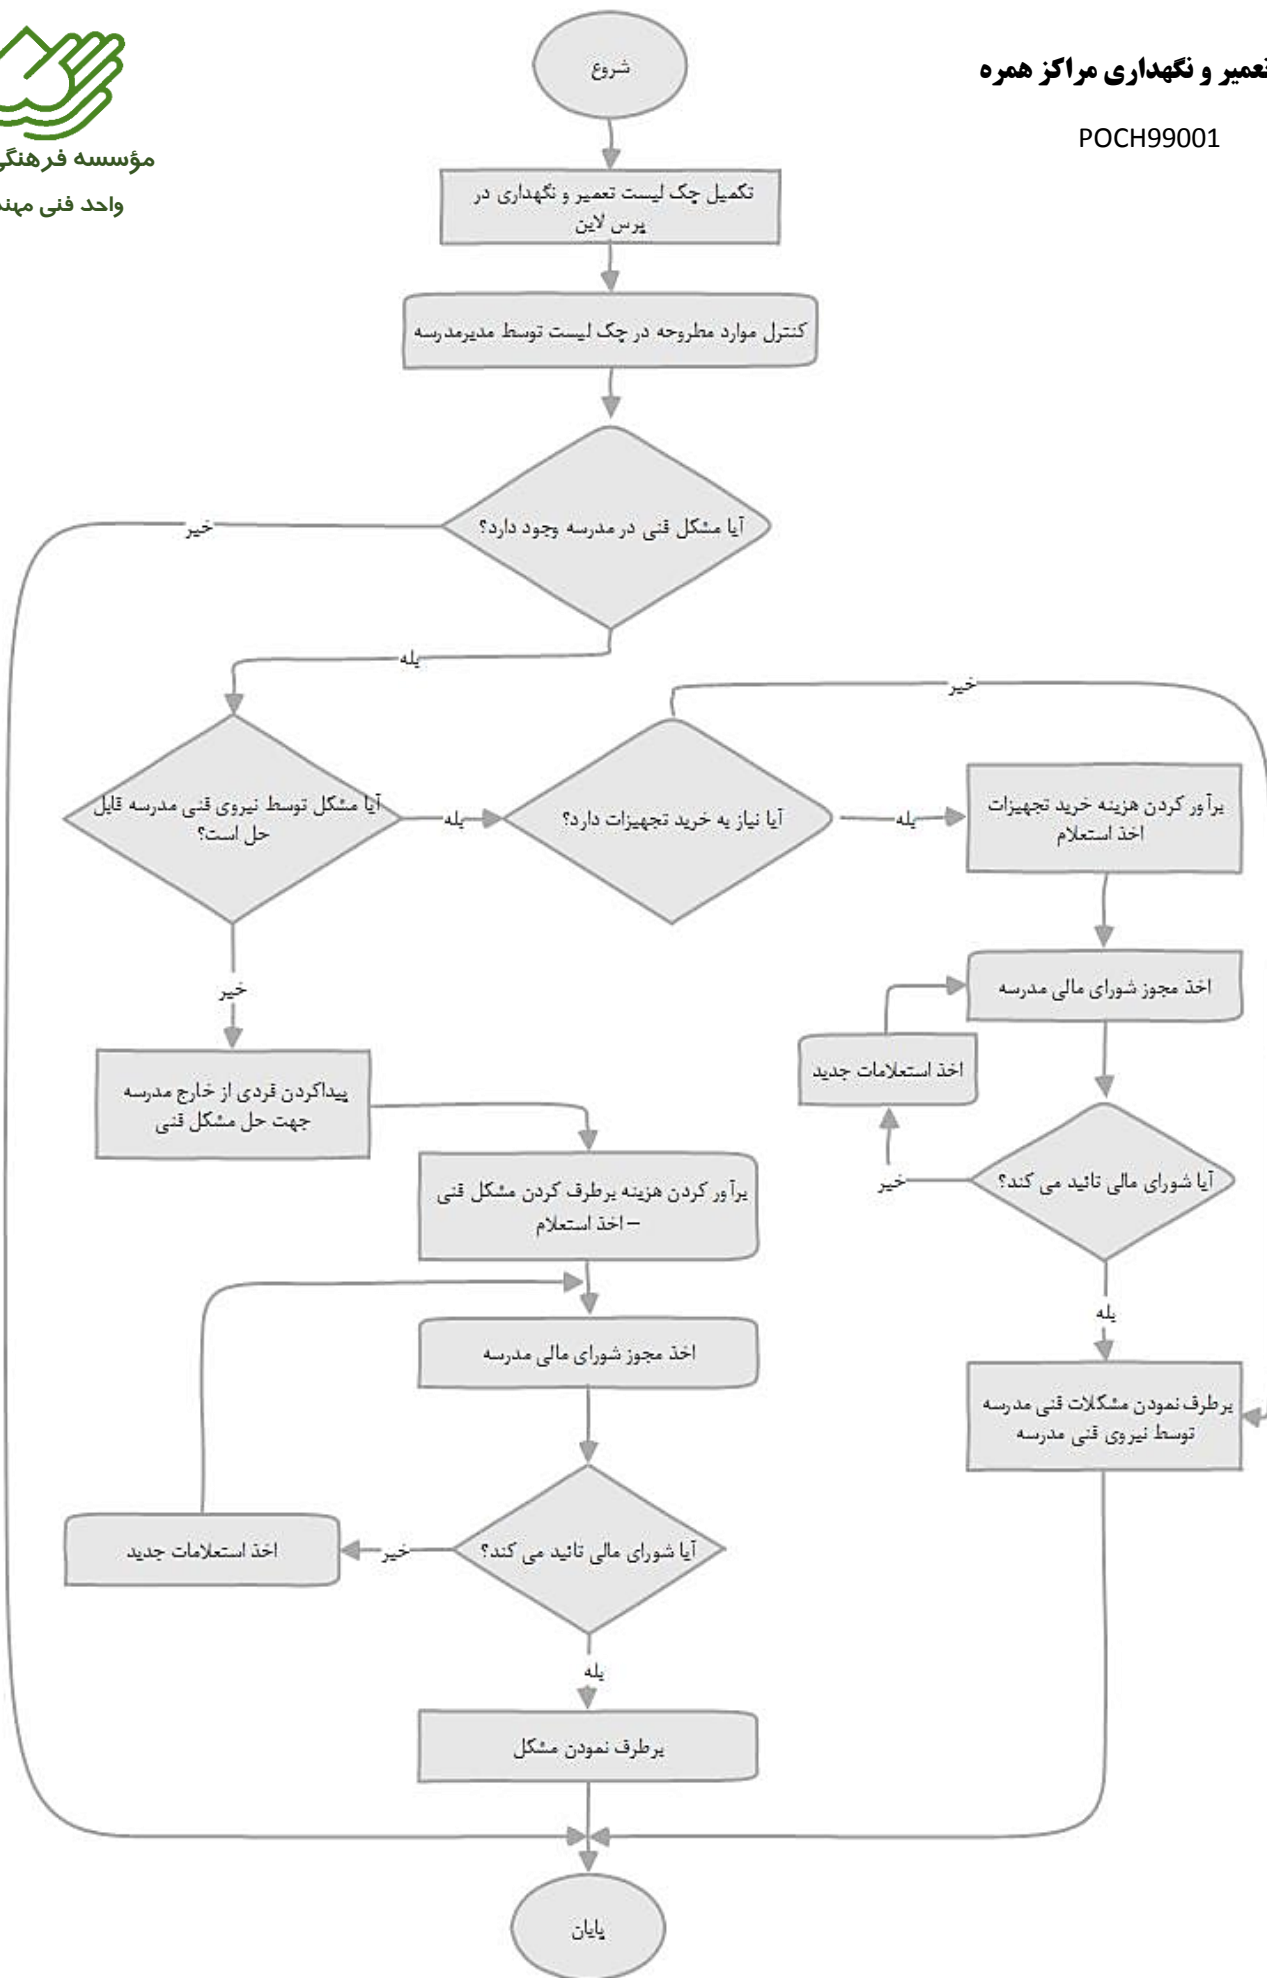 تعمیر و نگهداری مراکز همره
POCH99001
مؤسسه فرهنگی
واحد فنی
شروع
تکمیل چک لیست تعمیر و نگهداری در
پرس لاین
کنترل موارد مطروحه در چک لیست توسط مدیرمدرسه
آیا مشکل فنی در مدرسه وجود دارد؟
خیر
بله
خیر
آیا مشکل توسط نیروی فنی مدرسه قابل
حل است؟
بله
آیا نیاز به خرید تجهیزات دارد؟
بله
برآور کردن هزینه خرید تجهیزات
اخذ استعلام
خیر
اخذ مجوز شورای مالی مدرسه
اخذ استعلامات جدید
پیداکردن فردی از خارج مدرسه
جهت حل مشکل فنی
آیا شورای مالی تائید می کند؟
خیر
برآور کردن هزینه برطرف کردن مشکل فنی
– اخذ استعلام
بله
اخذ مجوز شورای مالی مدرسه
برطرف نمودن مشکلات فنی مدرسه
توسط نیروی فنی مدرسه
آیا شورای مالی تائید می کند؟
خیر
اخذ استعلامات جدید
بله
برطرف نمودن مشکل
پایان